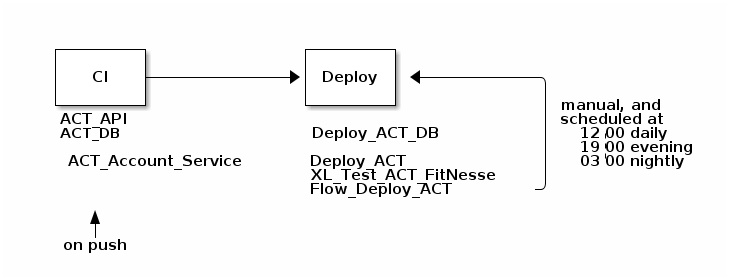 CI
Deploy
ACT_API
ACT_DB
ACT_Account_Service
Deploy_ACT_DB
Deploy_ACT
XL_Test_ACT_FitNesse
Flow_Deploy_ACT
manual, and
scheduled at
12,00 daily
19,00 evening
03'00 nightly
on push